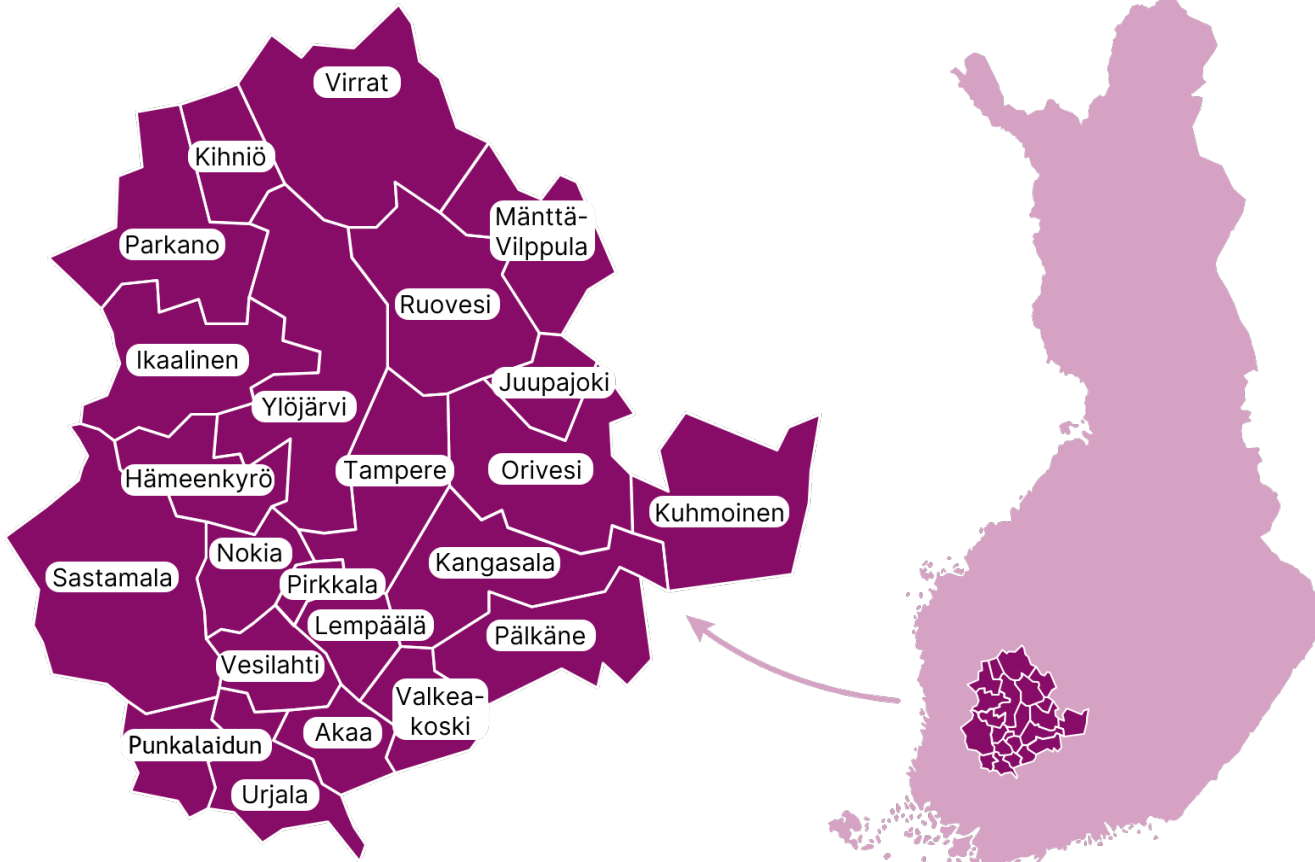 Virrat
Kihniö
Mänttä-
Vilppula
Parkano
Ruovesi
Ikaalinen
Juupajoki
Ylöjärvi
Hämeenkyrö
Tampere
Orivesi
Kuhmoinen
Nokia
Kangasala
Sastamala
Pirkkala
Lempäälä
Pälkäne
Vesilahti
Valkea-
koski
Akaa
Punkalaidun
Urjala